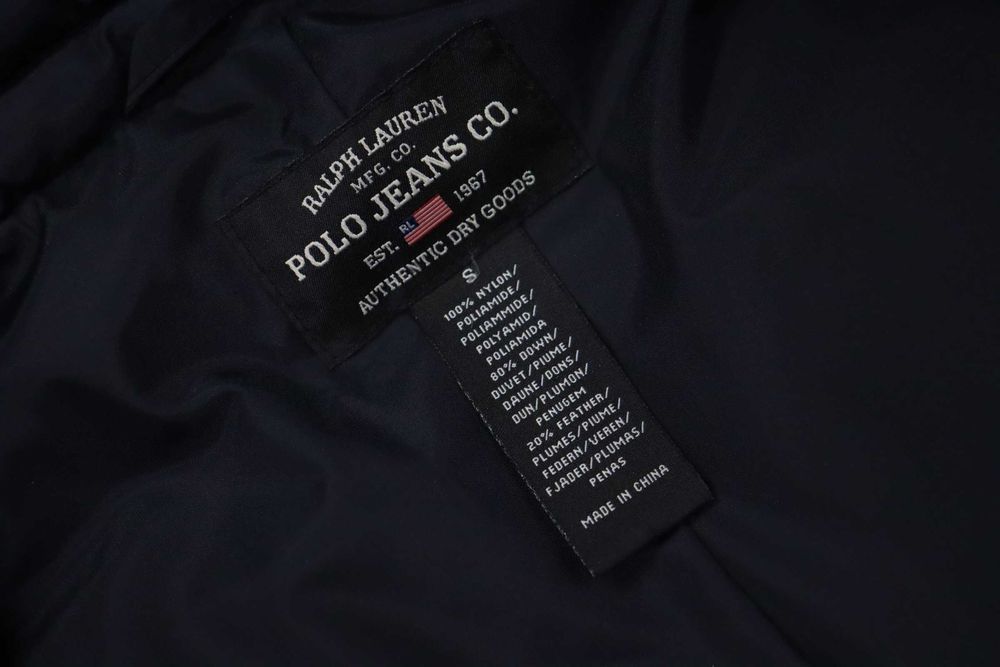 RALPH LAUREN
MFG. CO.
POLO JEANS CO.
EST. RL 1967
AUTHENTIC DRY GOODS
S
100% NYLON/
POLIAMIDE/
POLIAMMIDE/
POLYAMID/
POLIAMIDA
80% DOWN/
DUVET/PIUME/
DAUNE/DONS/
DUN/PLUMON/
PENUGEM
20% FEATHER/
PLUMES/PIUME/
FEDERN/VEREN/
FJADER/PLUMAS/
PENAS
MADE IN CHINA